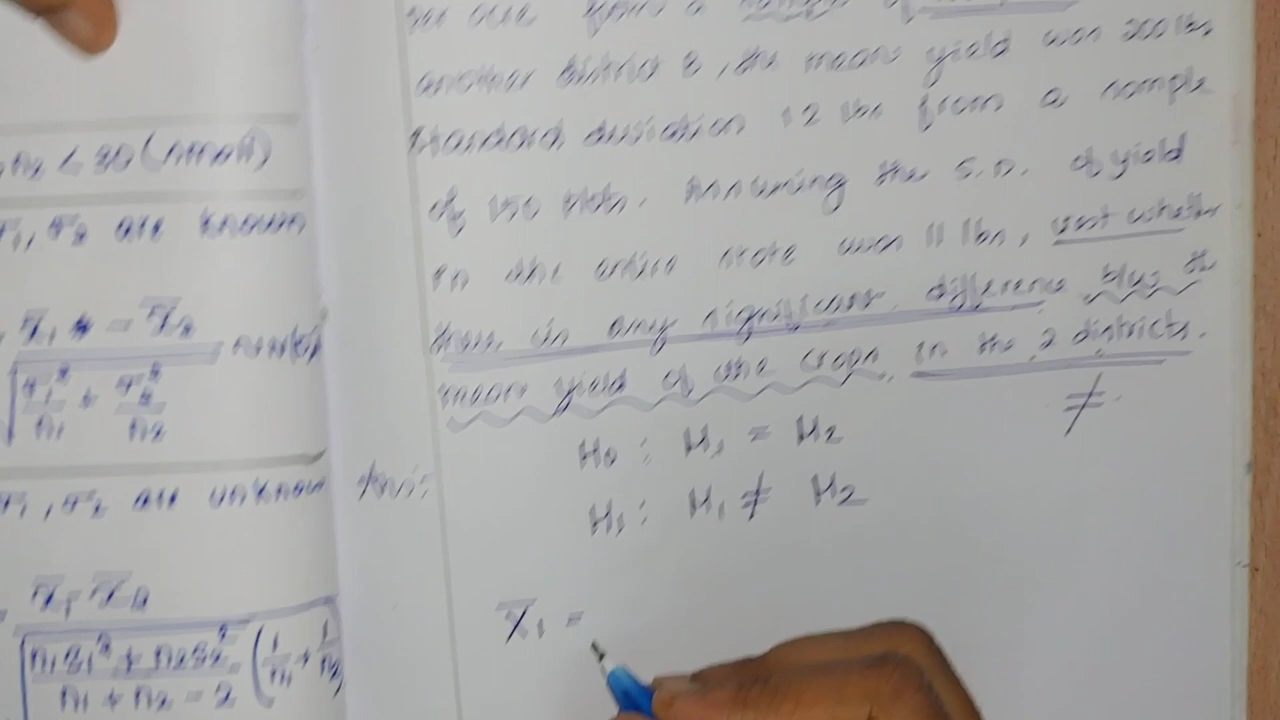 n2 < 30 (small)
σ1, σ2 are known
x̄1 - x̄2
σ1² + σ2²
n1 n2
σ1, σ2 are unknown
x̄1 - x̄2
n1s1² + n2s2² (1/n1 + 1/n2)
n1 + n2 - 2
another district B, the mean yield was 200 lbs
standard deviation 12 lbs from a sample
of 150 plots. Assuming the S.D. of yield
in the entire state was 11 lbs, test whether
there is any significant difference b/w the
mean yield of the crops in the 2 districts.
≠
H0 : μ1 = μ2
Ans:
H1 : μ1 ≠ μ2
x̄1 =